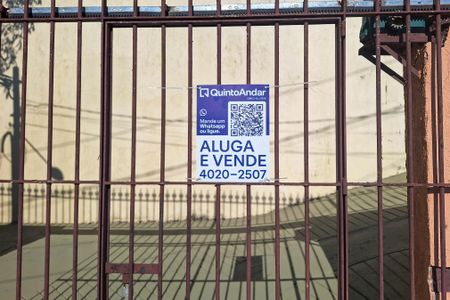 QuintoAndar
Mande um
Whatsapp
ou ligue.
ALUGA
E VENDE
4020-2507